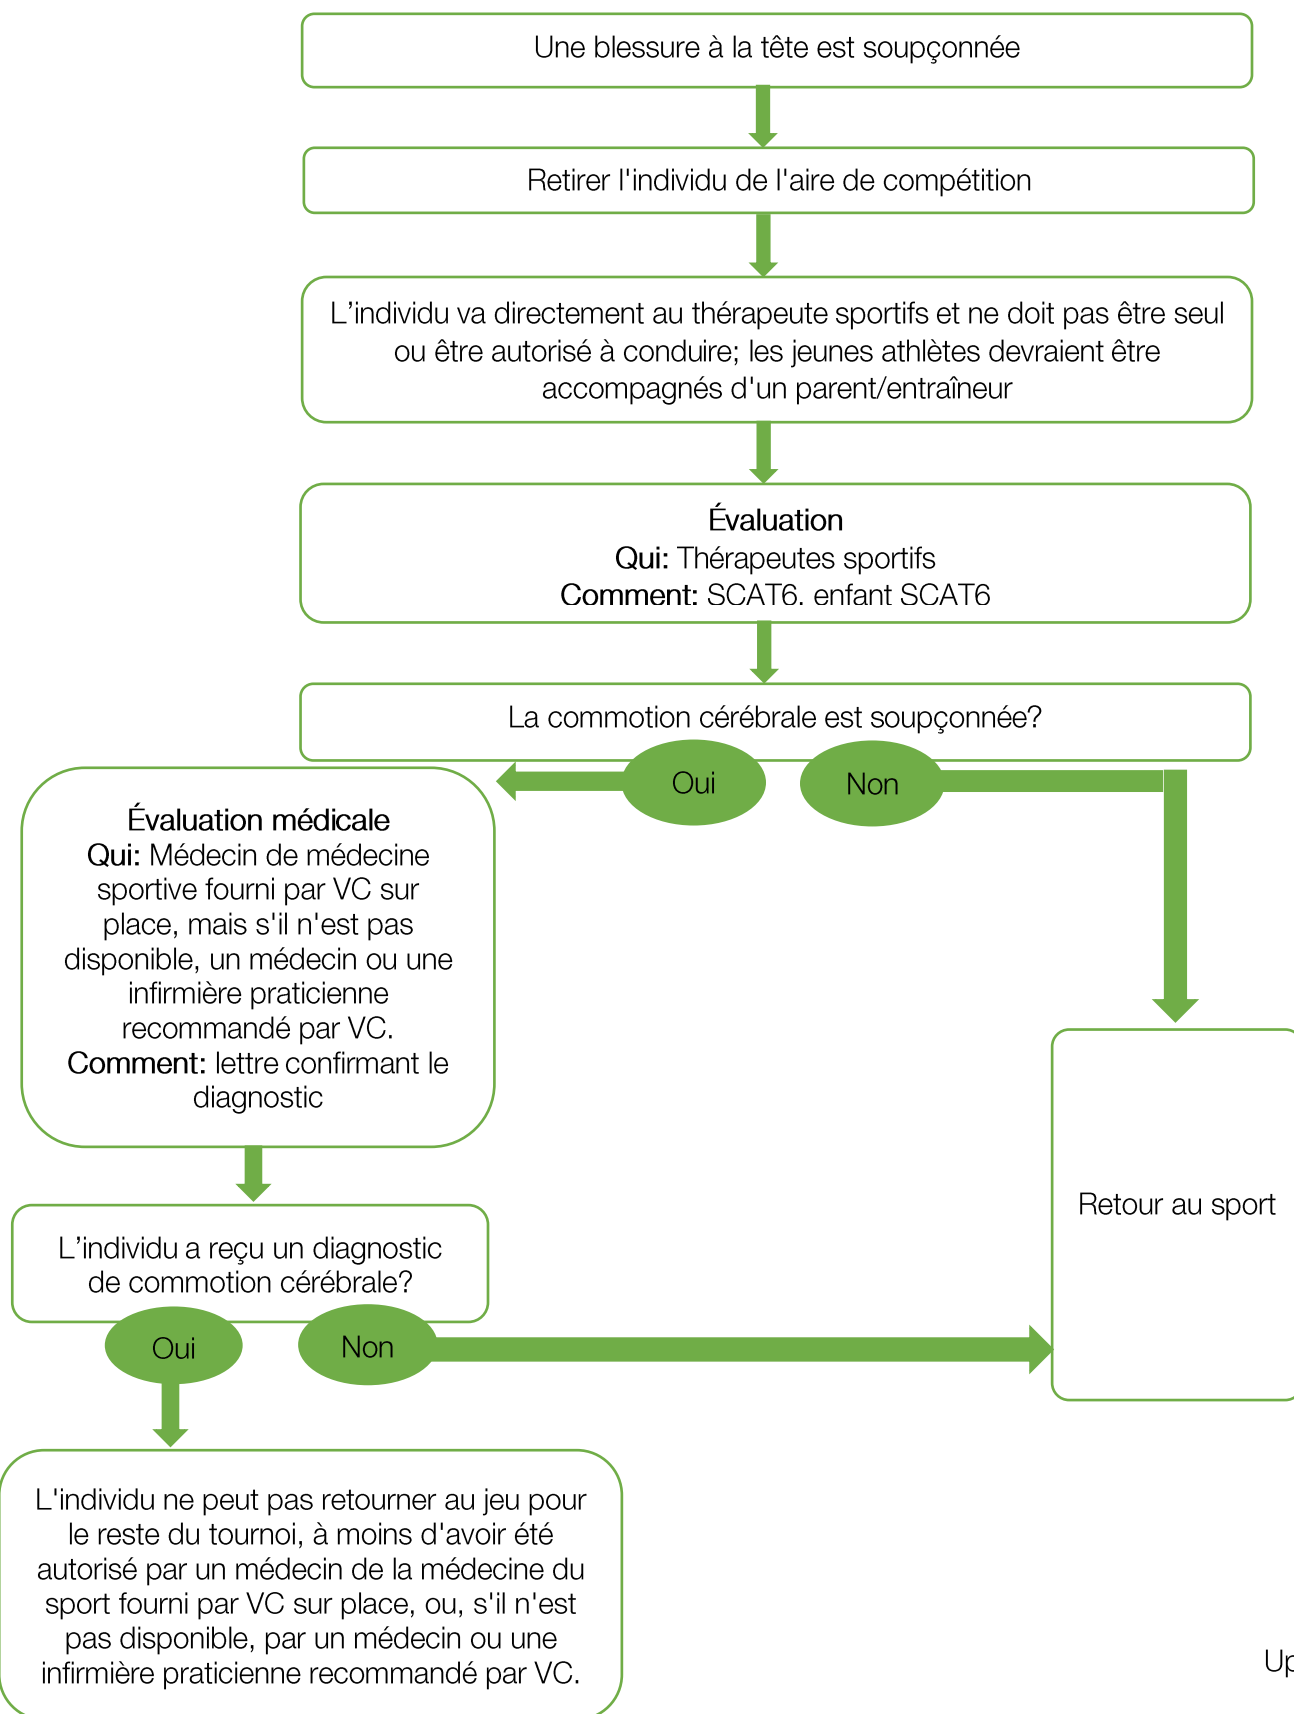 Une blessure à la tête est soupçonnée
Retirer l'individu de l'aire de compétition
L’individu va directement au thérapeute sportifs et ne doit pas être seul
ou être autorisé à conduire; les jeunes athlètes devraient être
accompagnés d'un parent/entraîneur
Évaluation
Qui: Thérapeutes sportifs
Comment: SCAT6. enfant SCAT6
La commotion cérébrale est soupçonnée?
Oui
Non
Évaluation médicale
Qui: Médecin de médecine
sportive fourni par VC sur
place, mais s'il n'est pas
disponible, un médecin ou une
infirmière praticienne
recommandé par VC.
Comment: lettre confirmant le
diagnostic
Retour au sport
L’individu a reçu un diagnostic
de commotion cérébrale?
Oui
Non
L'individu ne peut pas retourner au jeu pour
le reste du tournoi, à moins d'avoir été
autorisé par un médecin de la médecine du
sport fourni par VC sur place, ou, s'il n'est
pas disponible, par un médecin ou une
infirmière praticienne recommandé par VC.